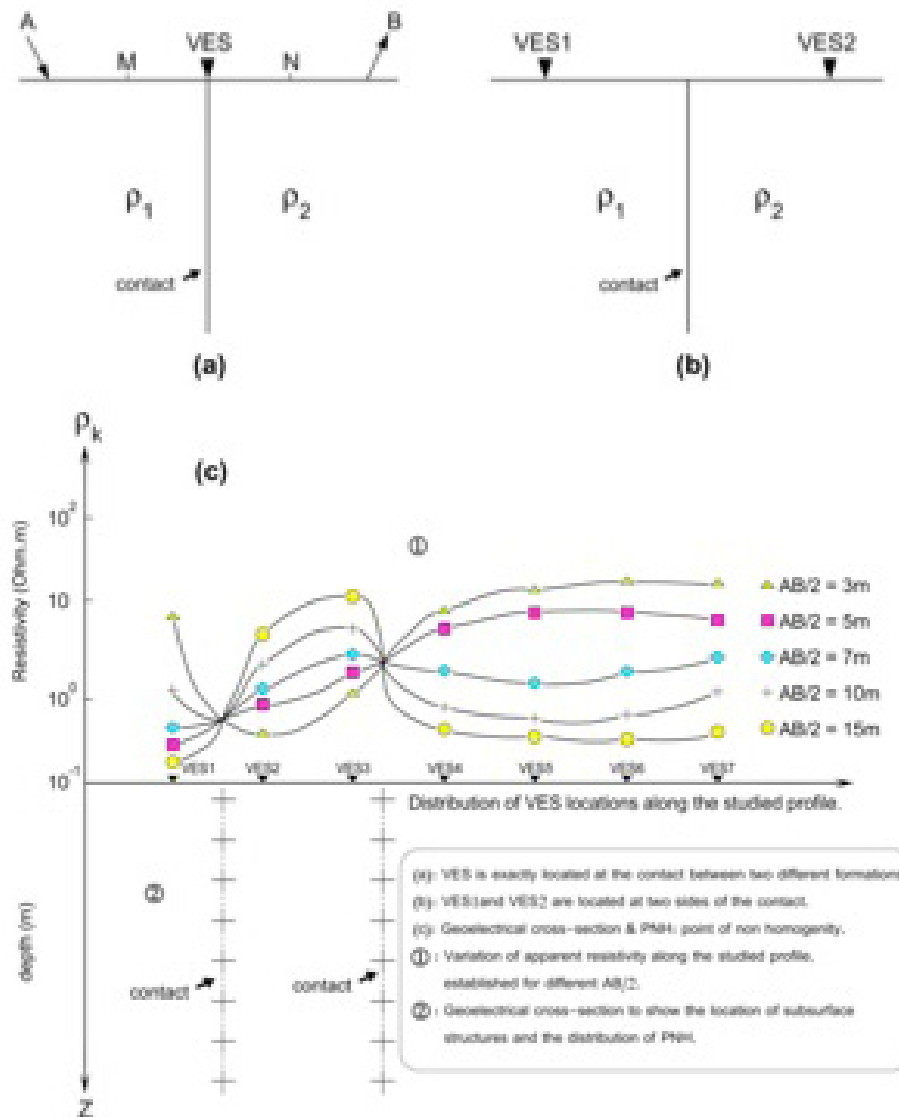 A
B
VES
M
N
ρ1
ρ2
contact
(a)
VES1
VES2
ρ1
ρ2
contact
(b)
ρk
(c)
Resistivity (Ohm.m)
10^2
10
10^0
10^-1
①
AB/2 = 3m
AB/2 = 5m
AB/2 = 7m
AB/2 = 10m
AB/2 = 15m
VES1
VES2
VES3
VES4
VES5
VES6
VES7
Distribution of VES locations along the studied profile.
②
depth (m)
contact
contact
Z
(a): VES is exactly located at the contact between two different formations
(b): VES1and VES2 are located at two sides of the contact.
(c): Geoelectrical cross-section & PNH: point of non homogenity.
①: Variation of apparent resistivity along the studied profile,
established for different AB/2.
②: Geoelectrical cross-section to show the location of subsurface
structures and the distribution of PNH.